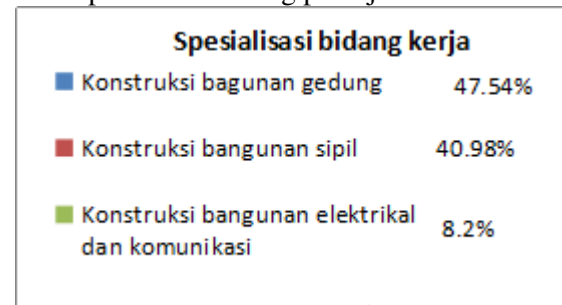 Spesialisasi bidang kerja
Konstruksi bagunan gedung 47.54%
Konstruksi bangunan sipil 40.98%
Konstruksi bangunan elektrikal
dan komunikasi 8.2%